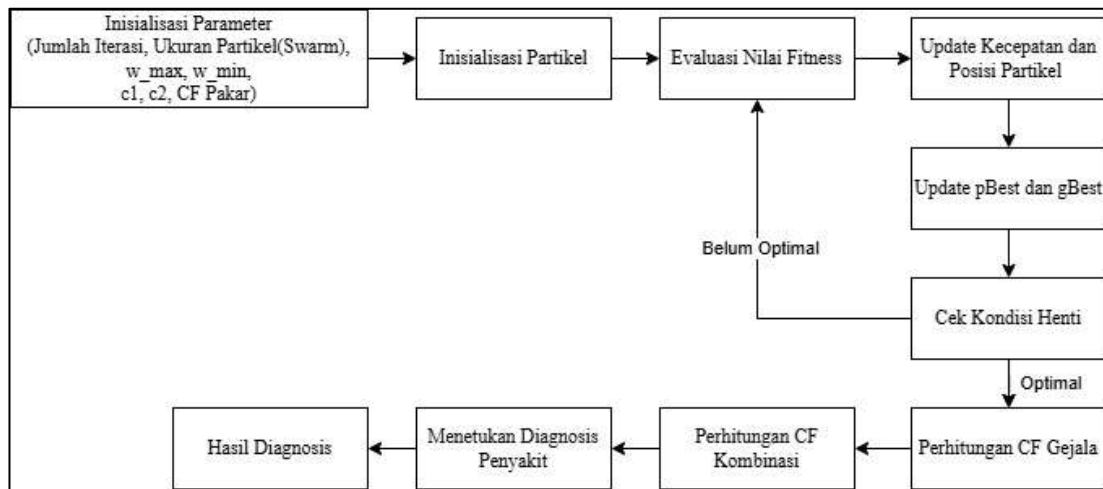 Inisialisasi Parameter
(Jumlah Iterasi, Ukuran Partikel(Swarm),
w_max, w_min,
c1, c2, CF Pakar)
Inisialisasi Partikel
Evaluasi Nilai Fitness
Update Kecepatan dan
Posisi Partikel
Update pBest dan gBest
Belum Optimal
Cek Kondisi Henti
Optimal
Hasil Diagnosis
Menetukan Diagnosis
Penyakit
Perhitungan CF
Kombinasi
Perhitungan CF Gejala